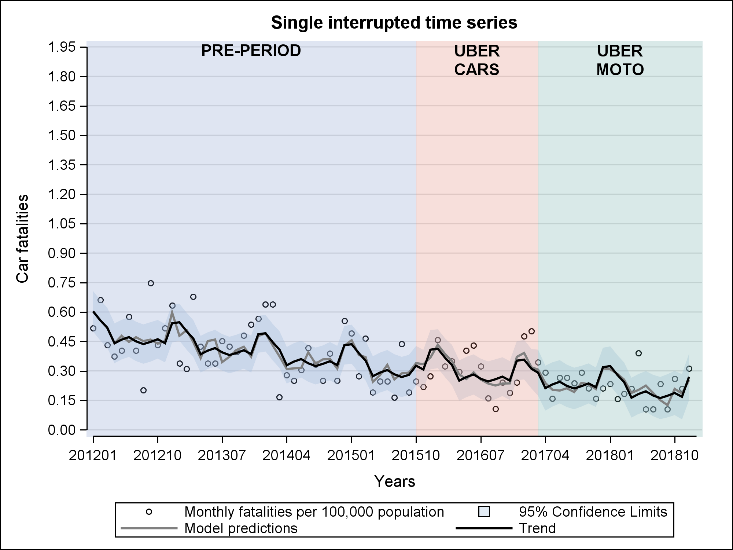 Single interrupted time series
PRE-PERIOD
UBER
CARS
UBER
MOTO
Car fatalities
1.95
1.80
1.65
1.50
1.35
1.20
1.05
0.90
0.75
0.60
0.45
0.30
0.15
0.00
201201 201210 201307 201404 201501 201510 201607 201704 201801 201810
Years
Monthly fatalities per 100,000 population 95% Confidence Limits
Model predictions Trend